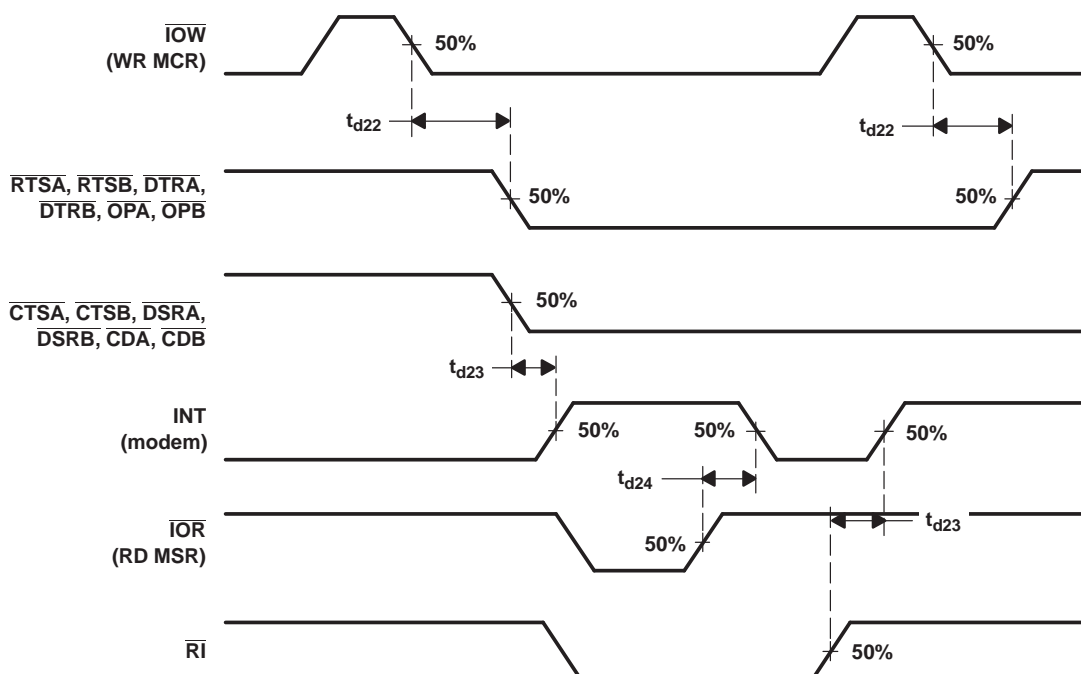 IOW
(WR MCR)
50%
50%
td22
td22
RTSA, RTSB, DTRA,
DTRB, OPA, OPB
50%
50%
CTSA, CTSB, DSRA,
DSRB, CDA, CDB
50%
td23
INT
(modem)
50%
50%
50%
td24
td23
IOR
(RD MSR)
50%
RI
50%